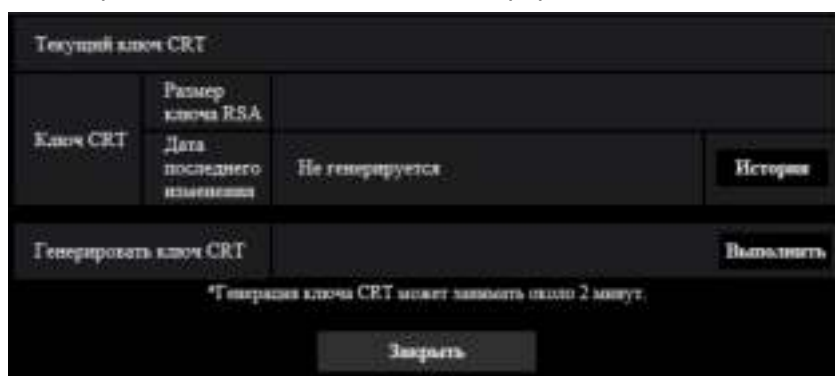 Текущий ключ CRT
Ключ CRT
Размер
ключа RSA
Дата
последнего
изменения
Не генерируется
История
Генерировать ключ CRT
Выполнить
*Генерация ключа CRT может занимать около 2 минут.
Закрыть